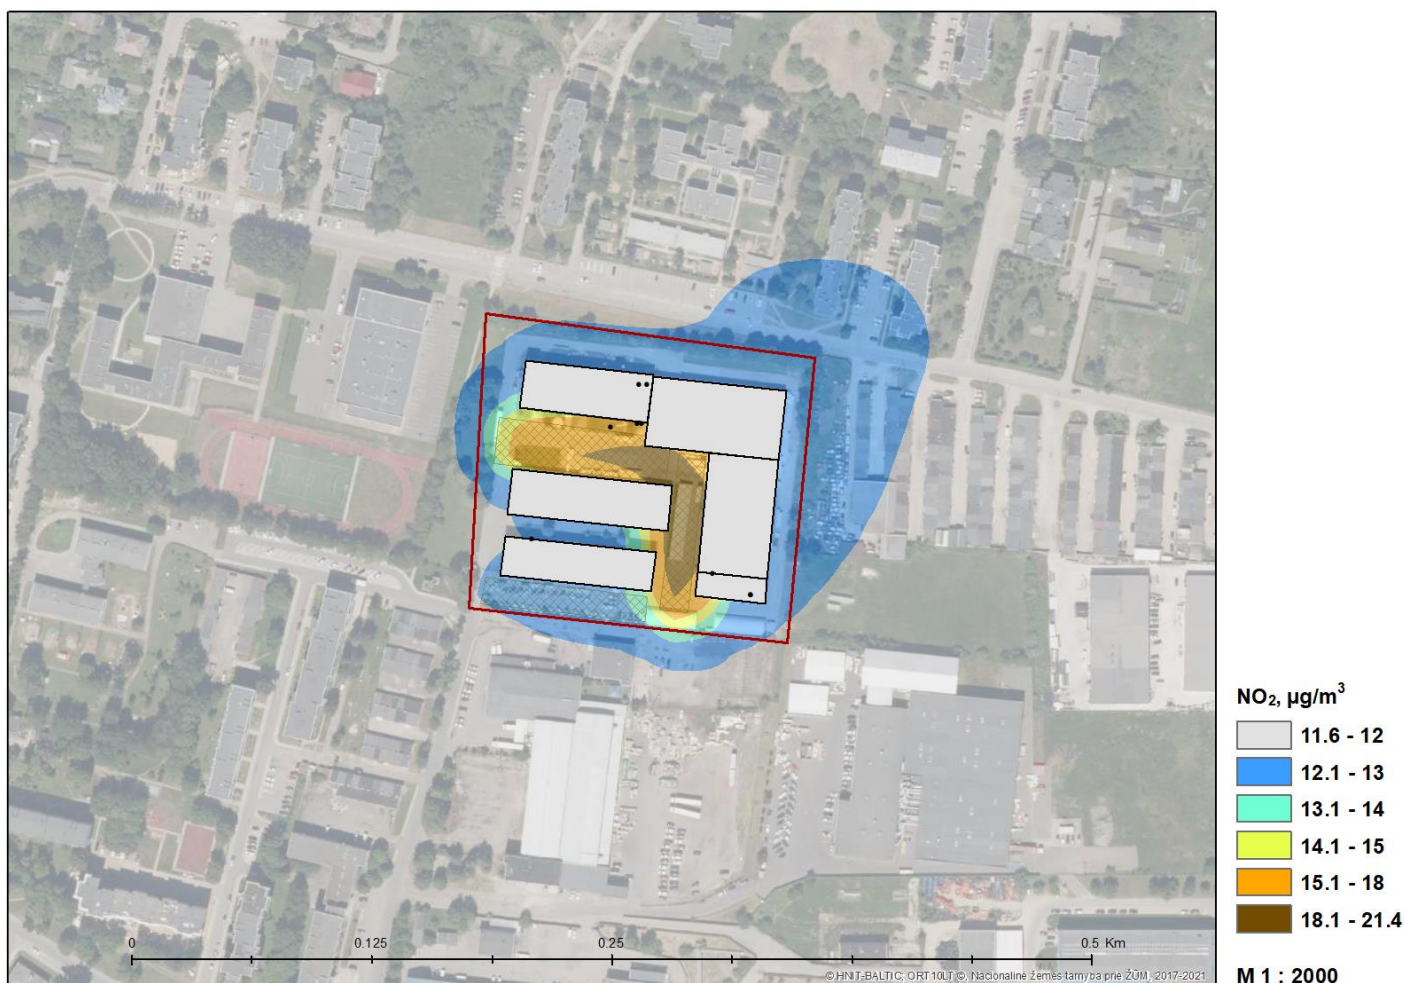 NO₂, µg/m³
11.6 - 12
12.1 - 13
13.1 - 14
14.1 - 15
15.1 - 18
18.1 - 21.4
0 0.125 0.25 0.5 Km
© HNIT-BALTIC, ORT10LT ©, Nacionalinė žemės tarnyba prie ŽŪM, 2017-2021
M 1 : 2000